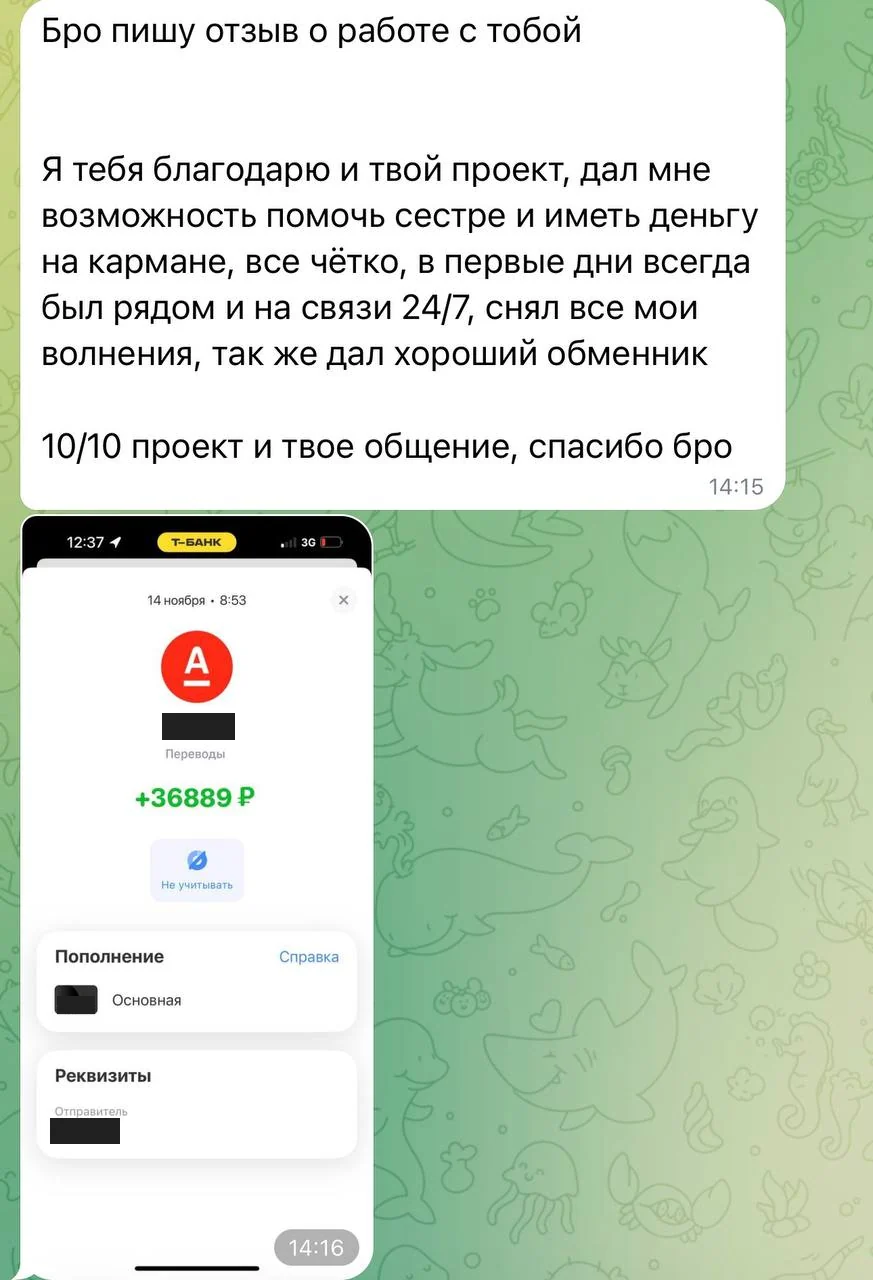 Бро пишу отзыв о работе с тобой
Я тебя благодарю и твой проект, дал мне
возможность помочь сестре и иметь деньгу
на кармане, все чётко, в первые дни всегда
был рядом и на связи 24/7, снял все мои
волнения, так же дал хороший обменник
10/10 проект и твое общение, спасибо бро
14:15
12:37 Т-БАНК 3G
14 ноября • 8:53
А
Переводы
+36889 ₽
Не учитывать
Пополнение Справка
Основная
Реквизиты
Отправитель
14:16